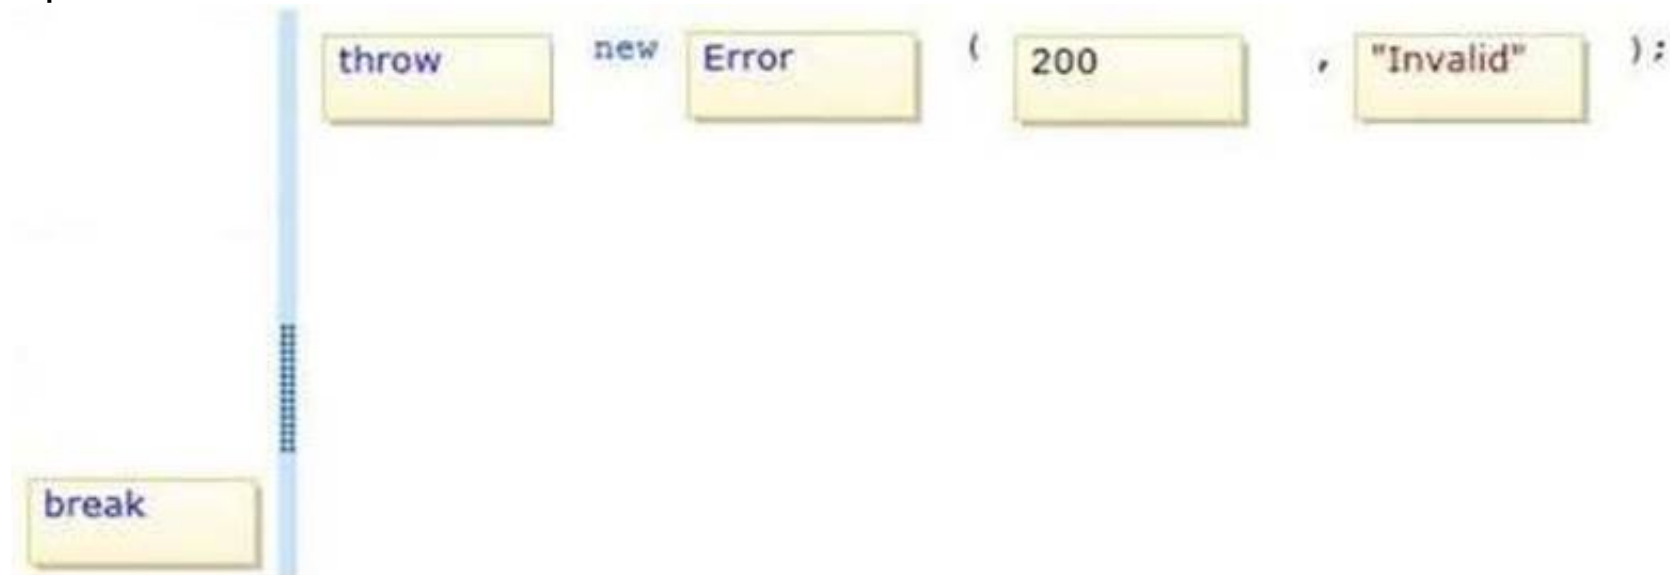 throw new Error ( 200 , "Invalid" );
break